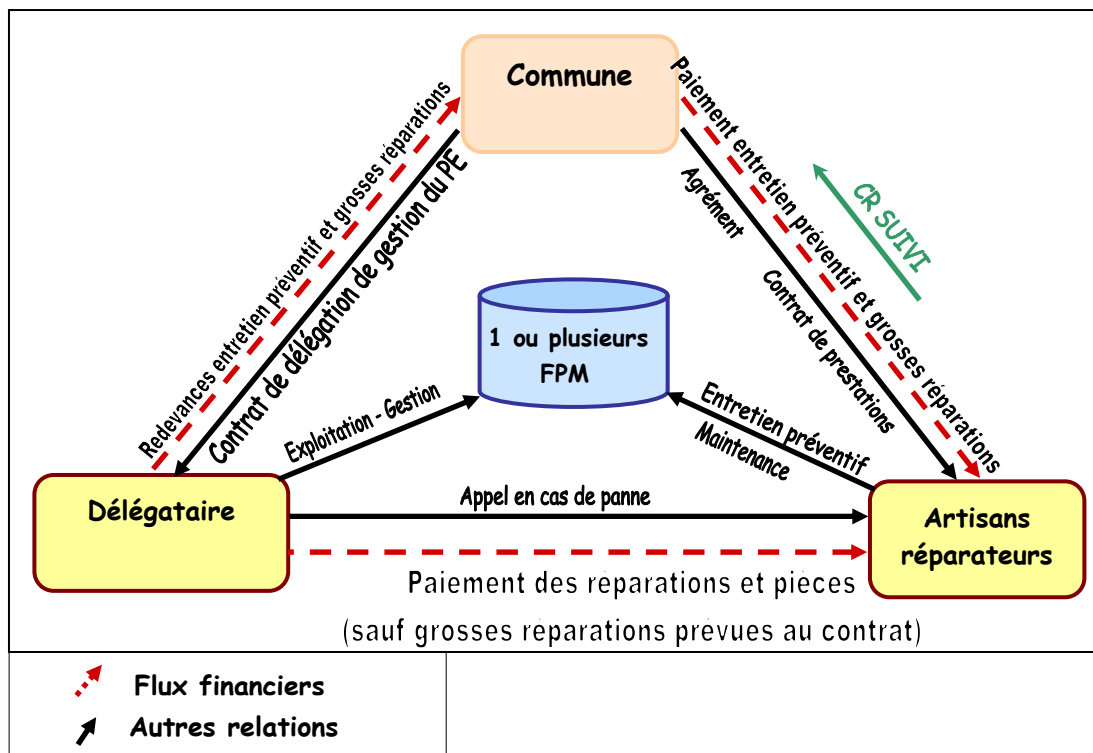 Commune
Redevances entretien préventif et grosses réparations
Contrat de délégation de gestion du PE
Paiement entretien préventif et grosses réparations
Agrément
Contrat de prestations
CR SUIVI
1 ou plusieurs
FPM
Exploitation - Gestion
Entretien préventif
Maintenance
Délégataire
Appel en cas de panne
Artisans
réparateurs
Paiement des réparations et pièces
(sauf grosses réparations prévues au contrat)
Flux financiers
Autres relations